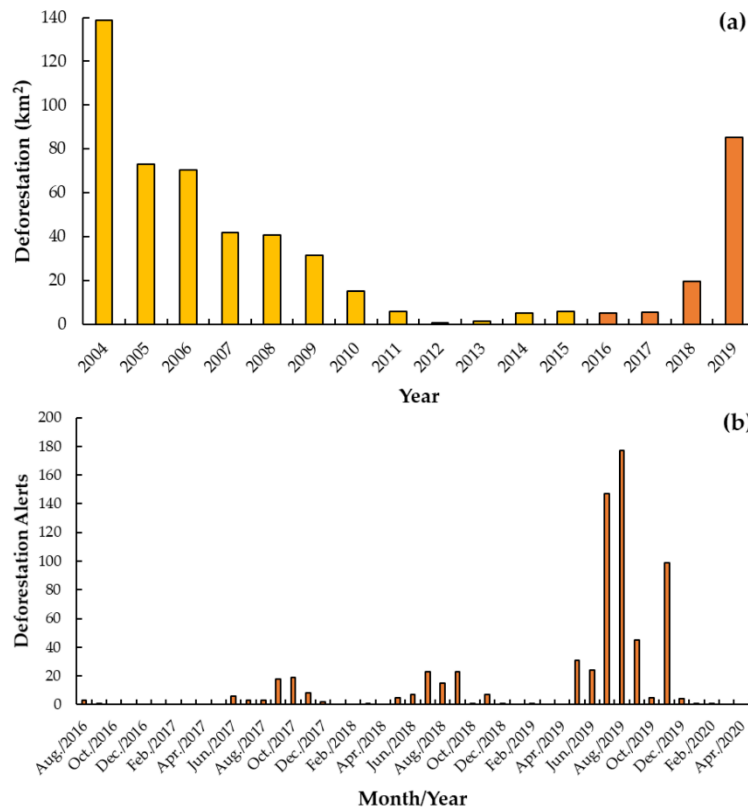 (a)
Deforestation (km²)
140
120
100
80
60
40
20
0
2004 2005 2006 2007 2008 2009 2010 2011 2012 2013 2014 2015 2016 2017 2018 2019
Year
(b)
Deforestation Alerts
200
180
160
140
120
100
80
60
40
20
0
Aug./2016 Oct./2016 Dec./2016 Feb./2017 Apr./2017 Jun./2017 Aug./2017 Oct./2017 Dec./2017 Feb./2018 Apr./2018 Jun./2018 Aug./2018 Oct./2018 Dec./2018 Feb./2019 Apr./2019 Jun./2019 Aug./2019 Oct./2019 Dec./2019 Feb./2020 Apr./2020
Month/Year